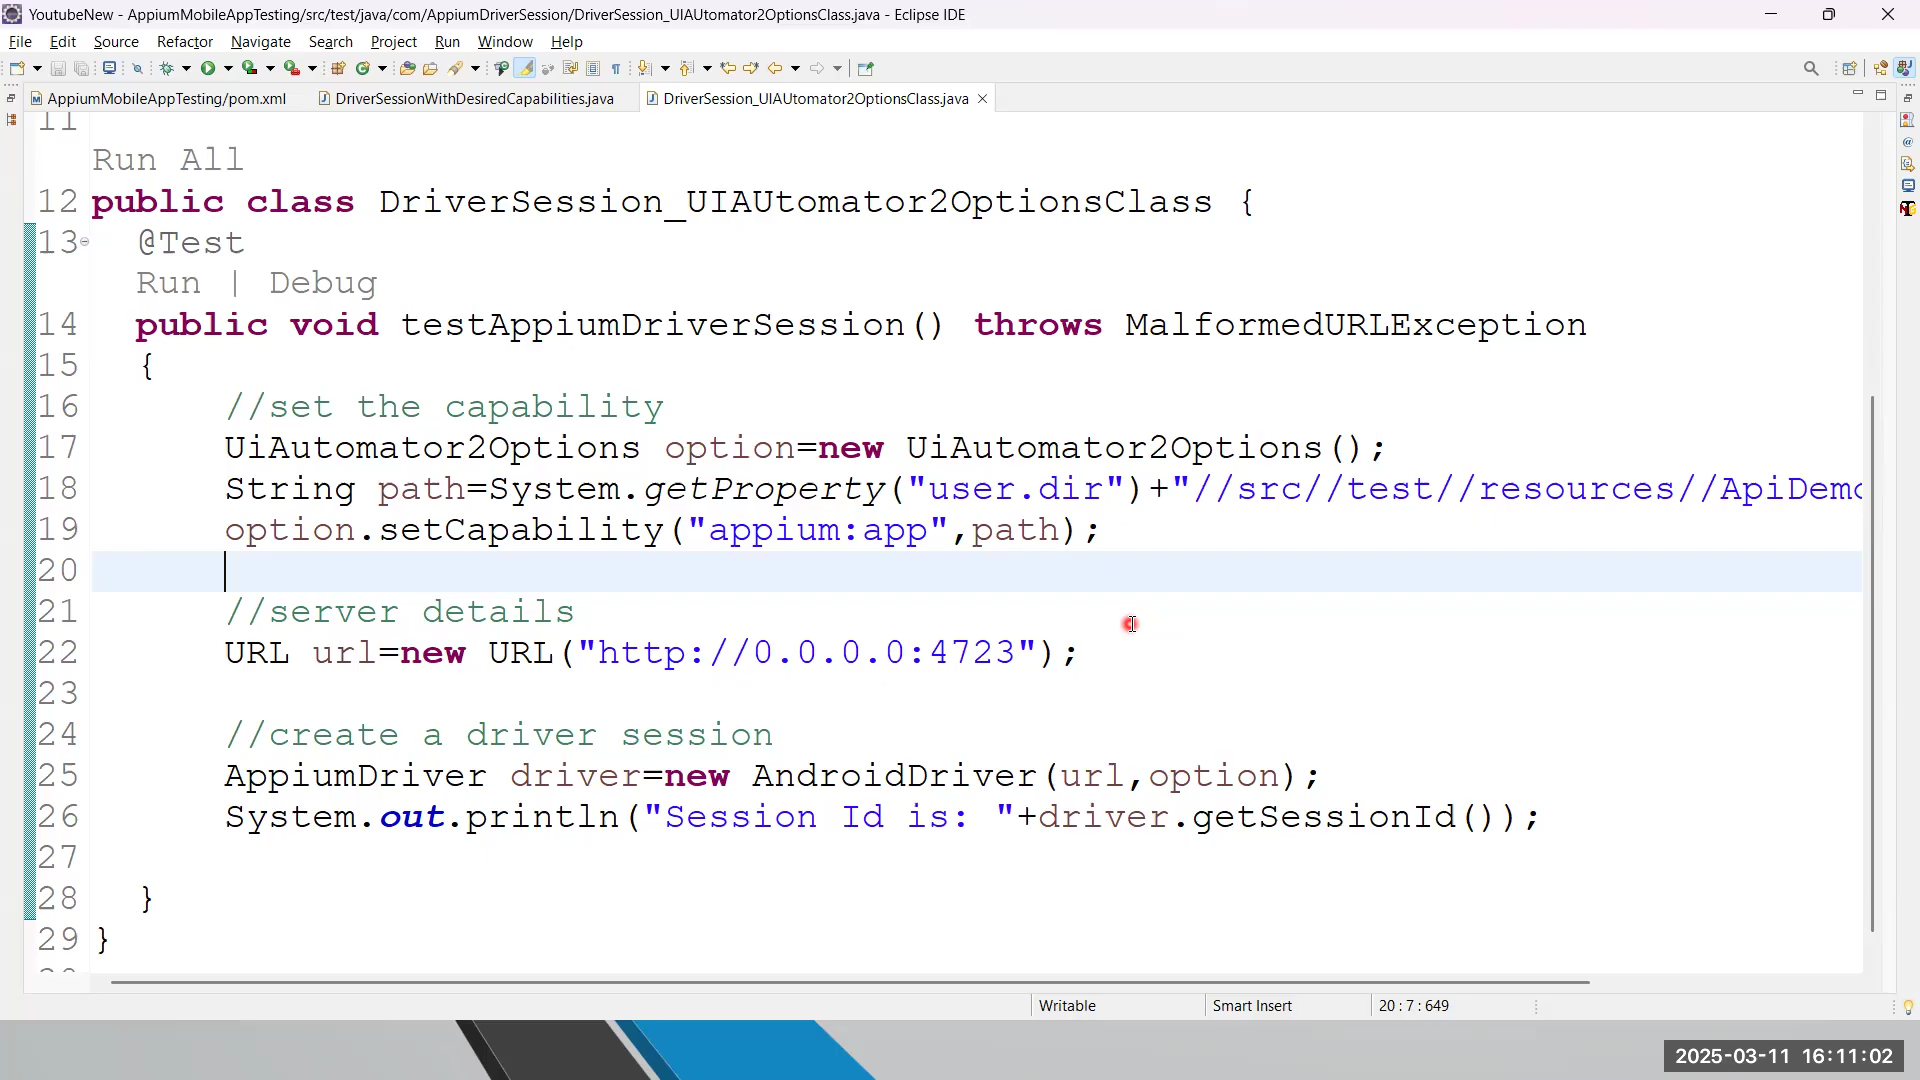 YoutubeNew - AppiumMobileAppTesting/src/test/java/com/AppiumDriverSession/DriverSession_UIAUtomator2OptionsClass.java - Eclipse IDE
File Edit Source Refactor Navigate Search Project Run Window Help
AppiumMobileAppTesting/pom.xml DriverSessionWithDesiredCapabilities.java DriverSession_UIAUtomator2OptionsClass.java
11
Run All
12 public class DriverSession_UIAUtomator2OptionsClass {
13 @Test
Run | Debug
14 public void testAppiumDriverSession() throws MalformedURLException
15 {
16 //set the capability
17 UiAutomator2Options option=new UiAutomator2Options();
18 String path=System.getProperty("user.dir")+"//src//test//resources//ApiDemo
19 option.setCapability("appium:app",path);
20
21 //server details
22 URL url=new URL("http://0.0.0.0:4723");
23
24 //create a driver session
25 AppiumDriver driver=new AndroidDriver(url,option);
26 System.out.println("Session Id is: "+driver.getSessionId());
27
28 }
29 }
Writable Smart Insert 20 : 7 : 649
2025-03-11 16:11:02